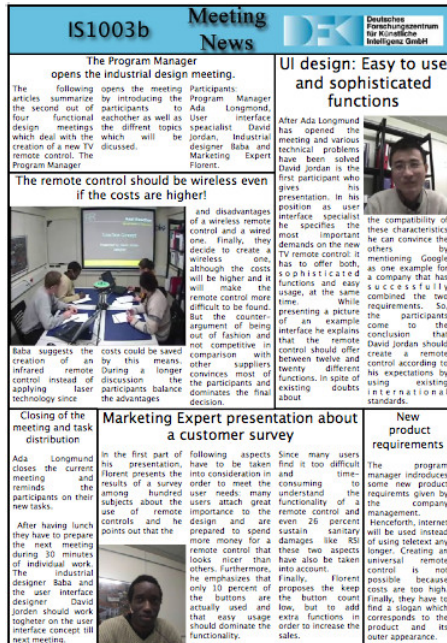 IS1003b
Meeting
News
Deutsches
Forschungszentrum
für Künstliche
Intelligenz GmbH
The Program Manager
opens the industrial design meeting.
The following
articles summarize
the second out of
four functional
design meetings
which deal with the
creation of a new TV
remote control. The
Program Manager
opens the meeting
by introducing the
participants to
eachother as well as
the diffrent topics
which will be
dicussed.
Participants:
Program Manager
Ada Longmond,
User interface
speacialist David
Jordan, Industrial
designer Baba and
Marketing Expert
Florent.
UI design: Easy to use
and sophisticated
functions
After Ada Longmund
has opened the
meeting and various
technical problems
have been solved
David Jordan is the
first participant who
gives his
presentation. In his
position as user
interface specialist
he specifies the
most important
demands on the new
TV remote control: it
has to offer both,
sophisticated
functions and easy
usage, at the same
time. While
presenting a picture
of an example
interface he explains
that the remote
control should offer
between twelve and
twenty different
functions. In spite of
existing doubts
about
the compatibility of
these characteristics
he can convince the
others by
mentioning Google
as one example for
a company that has
successfully
combined the two
requirements. So,
the participants
come to the
conclusion that
David Jordan should
create a remote
control according to
his expectations by
using existing
international
standards.
The remote control should be wireless even
if the costs are higher!
Baba suggests the
creation of an
infrared remote
control instead of
applying laser
technology since
costs could be saved
by this means.
During a longer
discussion the
participants balance
the advantages
and disadvantages
of a wireless remote
control and a wired
one. Finally, they
decide to create a
wireless one,
although the costs
will be higher and it
will make the
remote control more
difficult to be found.
But the counter-
argument of being
out of fashion and
not competitive in
comparison with
other suppliers
convinces most of
the participants and
dominates the final
decision.
Closing of the
meeting and task
distribution
Ada Longmund
closes the current
meeting and
reminds the
participants on their
new tasks.
After having lunch
they have to prepare
the next meeting
during 30 minutes
of individual work.
The industrial
designer Baba and
the user interface
designer David
Jorden should work
togheter on the user
interface concept till
next meeting.
Marketing Expert presentation about
a customer survey
In the first part of
his presentation,
Florent presents the
results of a survey
among hundred
subjects about the
use of remote
controls and he
points out that the
following aspects
have to be taken
into consideration in
order to meet the
user needs: many
users attach great
importance to the
design and are
prepared to spend
more money for a
remote control that
looks nicer than
others. Furthermore,
he emphasizes that
only 10 percent of
the buttons are
actually used and
that easy usage
should dominate the
functionality.
Since many users
find it too difficult
and time-
consuming to
understand the
functionality of a
remote control and
even 26 percent
sustain sanitary
damages like RSI
these two aspects
have also be taken
into account.
Finally, Florent
proposes the keep
the button count
low, but to add
extra functions in
order to increase the
sales.
New
product
requirements
The program
manager indroduces
some new product
requirements given by
the company
management.
Henceforth, internet
will be used instead
of using teletext any
longer. Creating an
universal remote
control is not
possible because
costs are too high.
Finally, they have to
find a slogan which
corresponds to the
product and its
outer appearance.